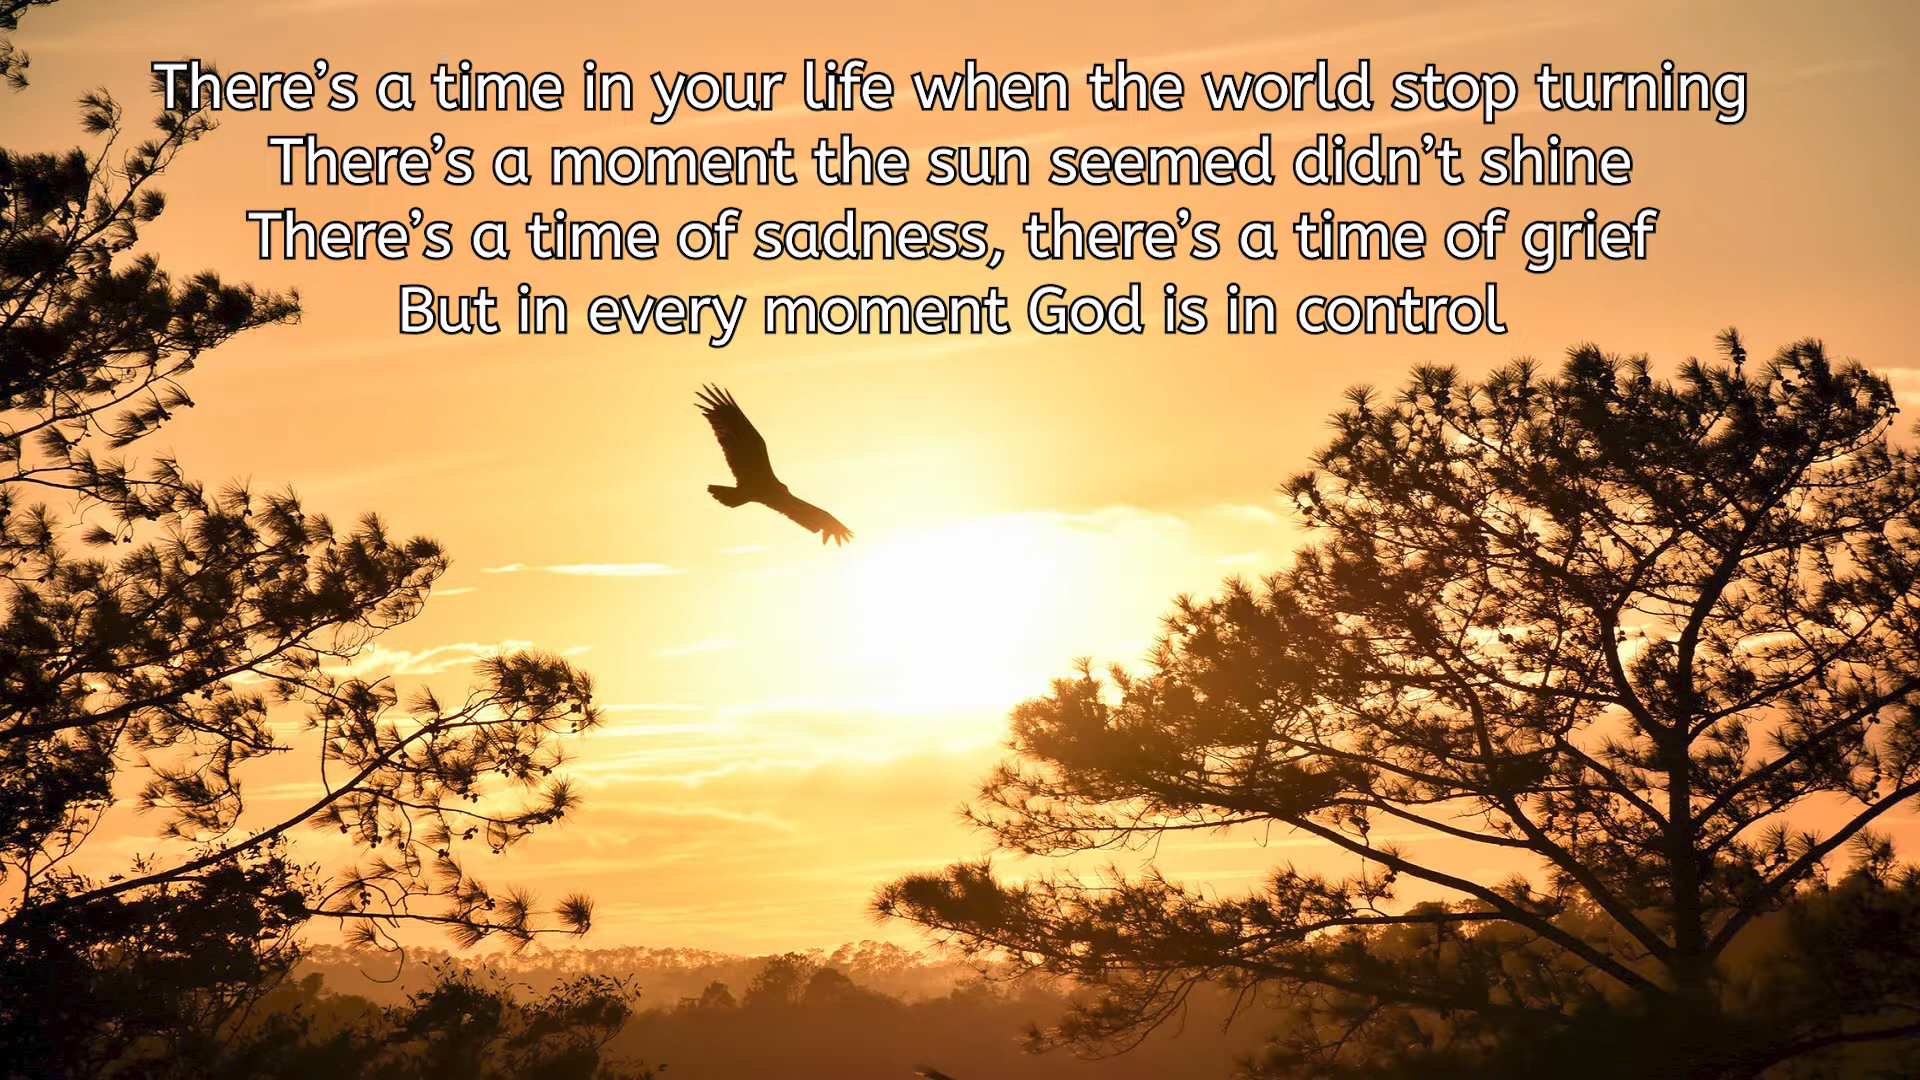 There’s a time in your life when the world stop turning
There’s a moment the sun seemed didn’t shine
There’s a time of sadness, there’s a time of grief
But in every moment God is in control